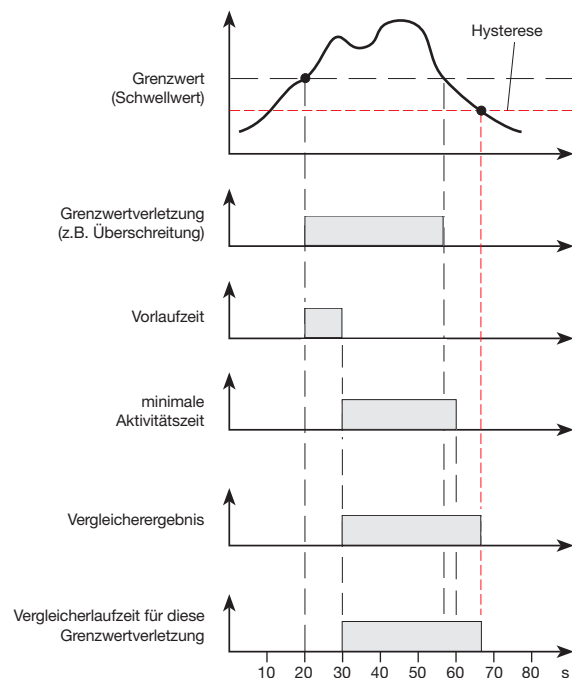 Hysterese
Grenzwert
(Schwellwert)
Grenzwertverletzung
(z.B. Überschreitung)
Vorlaufzeit
minimale
Aktivitätszeit
Vergleicherergebnis
Vergleicherlaufzeit für diese
Grenzwertverletzung
10 20 30 40 50 60 70 80 s